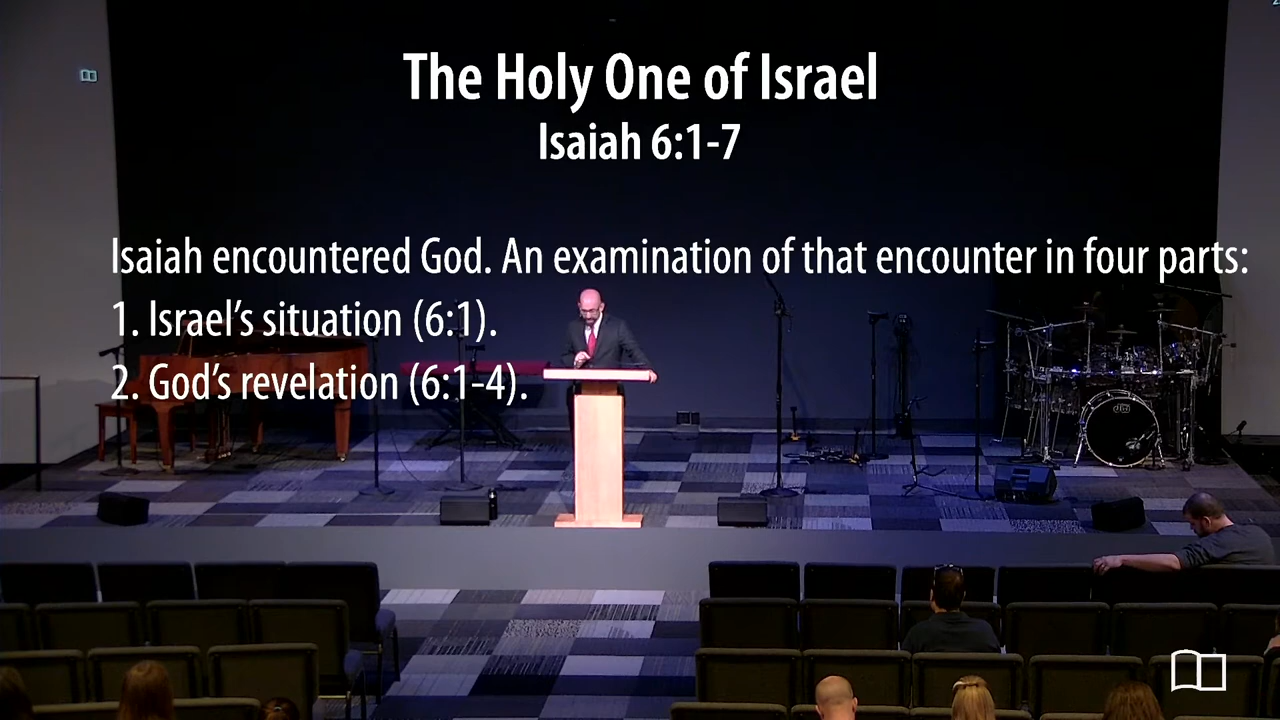 The Holy One of Israel
Isaiah 6:1-7
Isaiah encountered God. An examination of that encounter in four parts:
1. Israel’s situation (6:1).
2. God’s revelation (6:1-4).
dw